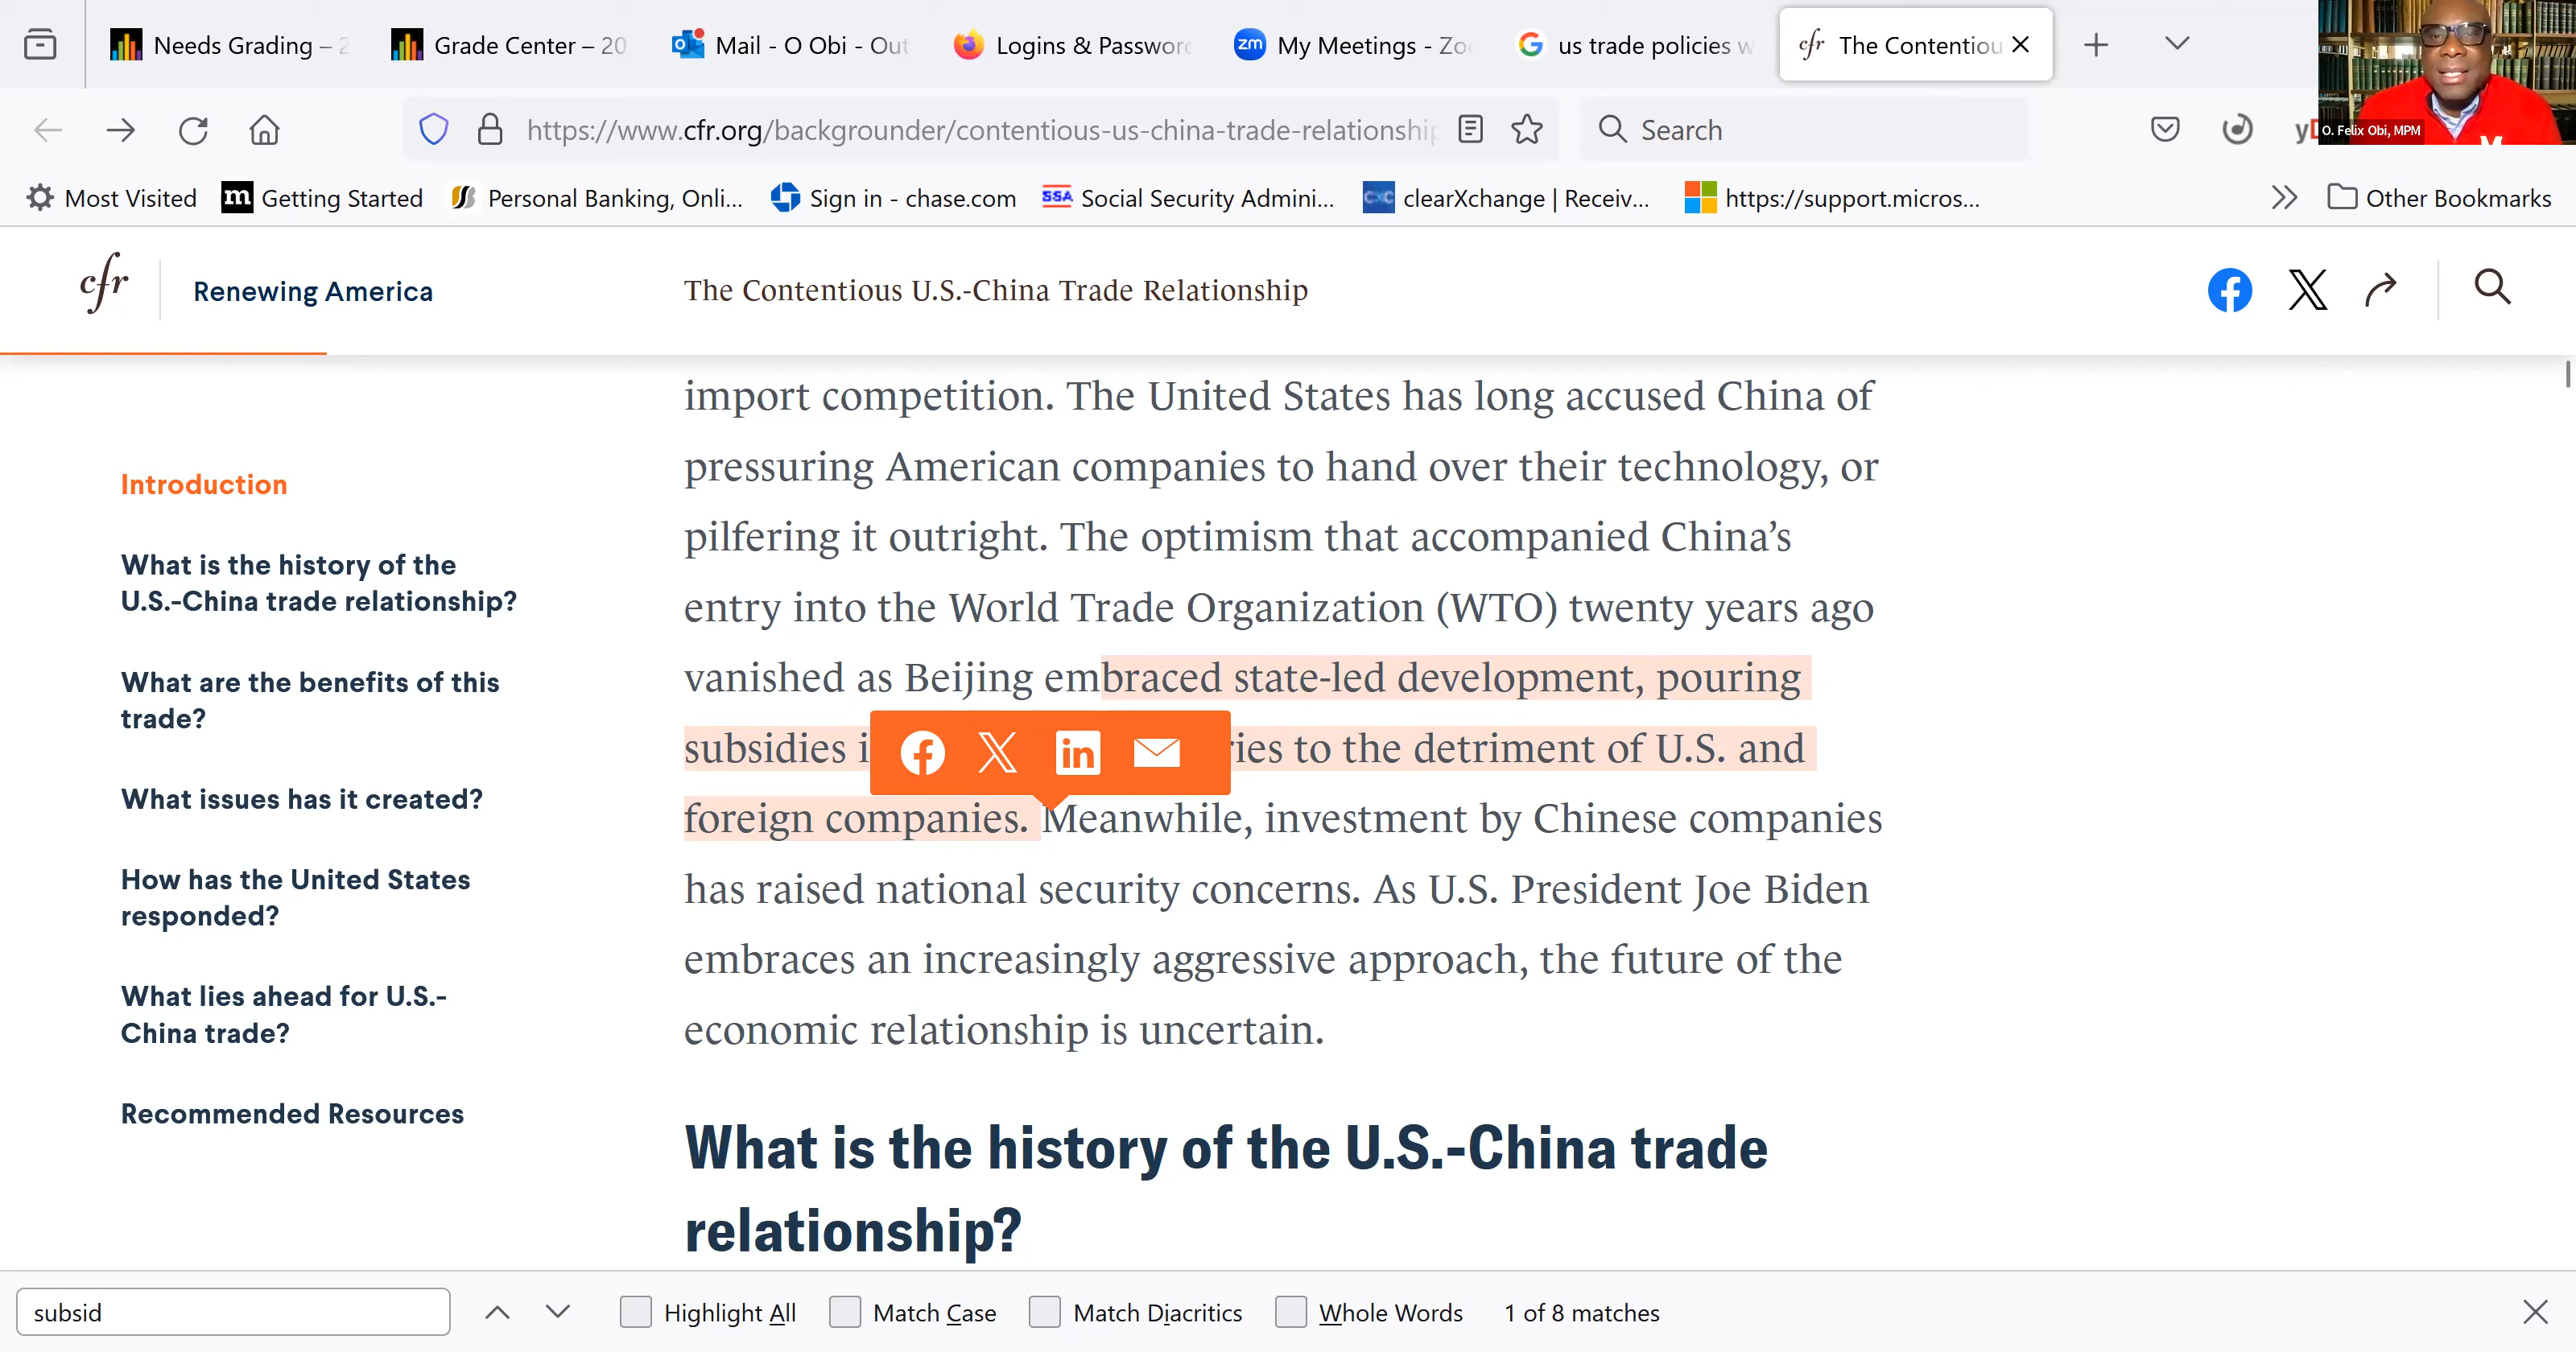 Needs Grading – 2
Grade Center – 20
Mail - O Obi - Out
Logins & Password
zm
My Meetings - Zo
us trade policies w
cfr
The Contentiou
https://www.cfr.org/backgrounder/contentious-us-china-trade-relationship
Search
O. Felix Obi, MPM
Most Visited
m
Getting Started
Personal Banking, Onli...
Sign in - chase.com
SSA
Social Security Admini...
CXC
clearXchange | Receiv...
https://support.micros...
Other Bookmarks
cfr
Renewing America
The Contentious U.S.-China Trade Relationship
Introduction
What is the history of the
U.S.-China trade relationship?
What are the benefits of this
trade?
What issues has it created?
How has the United States
responded?
What lies ahead for U.S.-
China trade?
Recommended Resources
import competition. The United States has long accused China of
pressuring American companies to hand over their technology, or
pilfering it outright. The optimism that accompanied China’s
entry into the World Trade Organization (WTO) twenty years ago
vanished as Beijing embraced state-led development, pouring
subsidies i ries to the detriment of U.S. and
foreign companies. Meanwhile, investment by Chinese companies
has raised national security concerns. As U.S. President Joe Biden
embraces an increasingly aggressive approach, the future of the
economic relationship is uncertain.
What is the history of the U.S.-China trade
relationship?
subsid
Highlight All
Match Case
Match Diacritics
Whole Words
1 of 8 matches